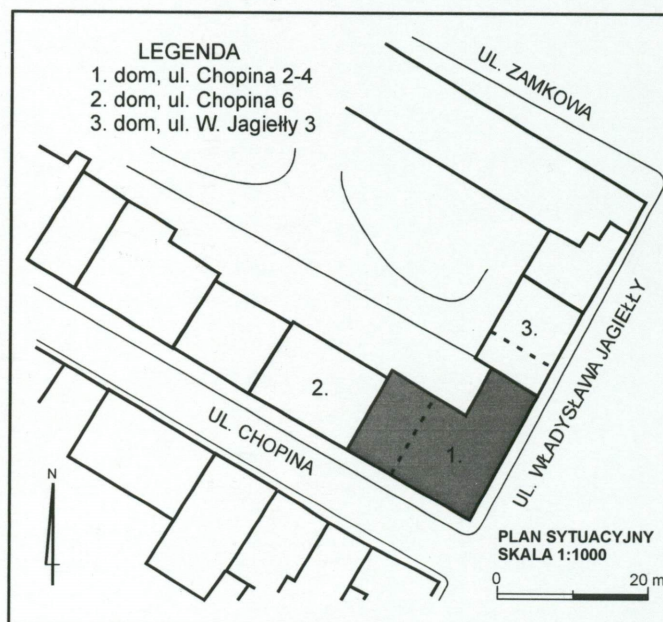 LEGENDA
1. dom, ul. Chopina 2-4
2. dom, ul. Chopina 6
3. dom, ul. W. Jagiełły 3
UL. ZAMKOWA
3.
UL. WŁADYSŁAWA JAGIEŁŁY
2.
1.
UL. CHOPINA
N
PLAN SYTUACYJNY
SKALA 1:1000
0 20 m